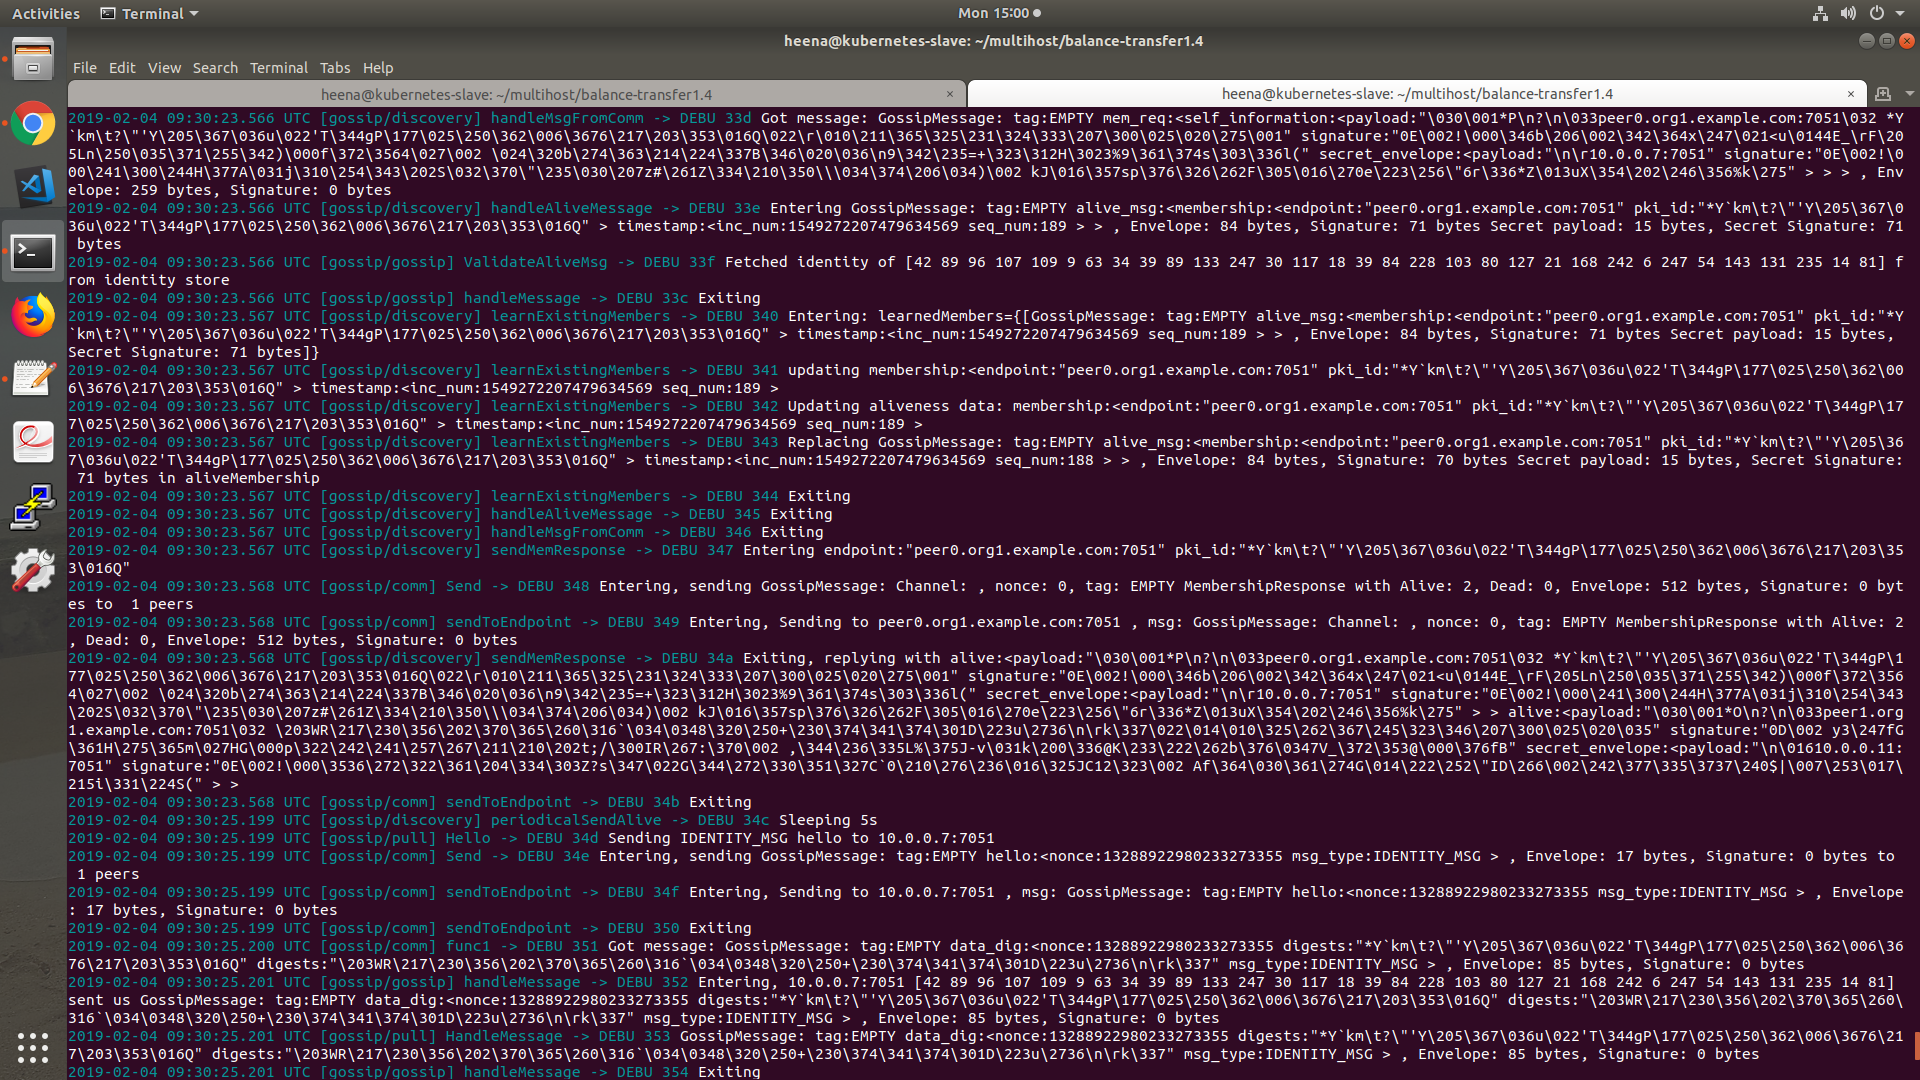 Activities
Terminal
Mon 15:00
heena@kubernetes-slave: ~/multihost/balance-transfer1.4
File Edit View Search Terminal Tabs Help
heena@kubernetes-slave: ~/multihost/balance-transfer1.4 ×
heena@kubernetes-slave: ~/multihost/balance-transfer1.4 ×
2019-02-04 09:30:23.566 UTC [gossip/discovery] handleMsgFromComm -> DEBU 33d Got message: GossipMessage: tag:EMPTY mem_req:<self_information:<payload:"\030\001*P\n?\n\033peer0.org1.example.com:7051\032 *Y
`km\t?\"'Y\205\367\036u\022'T\344gP\177\025\250\362\006\3676\217\203\353\016Q\022\r\010\211\365\325\231\324\333\207\300\025\020\275\001" signature:"0E\002!\000\346b\206\002\342\364x\247\021<u\0144E_\rF\20
5Ln\250\035\371\255\342)\000f\372\3564\027\002 \024\320b\274\363\214\224\337B\346\020\036\n9\342\235=+\323\312H\3023%9\361\374s\303\336l(" secret_envelope:<payload:"\n\r10.0.0.7:7051" signature:"0E\002!\0
00\241\300\244H\377A\031j\310\254\343\202S\032\370\"\235\030\207z#\261Z\334\210\350\\\034\374\206\034)\002 kJ\016\357sp\376\326\262F\305\016\270e\223\256\"6r\336*Z\013uX\354\202\246\356%k\275" > > > , Env
elope: 259 bytes, Signature: 0 bytes
2019-02-04 09:30:23.566 UTC [gossip/discovery] handleAliveMessage -> DEBU 33e Entering GossipMessage: tag:EMPTY alive_msg:<membership:<endpoint:"peer0.org1.example.com:7051" pki_id:"*Y`km\t?\"'Y\205\367\0
36u\022'T\344gP\177\025\250\362\006\3676\217\203\353\016Q" > timestamp:<inc_num:1549272207479634569 seq_num:189 > > , Envelope: 84 bytes, Signature: 71 bytes Secret payload: 15 bytes, Secret Signature: 71
 bytes
2019-02-04 09:30:23.566 UTC [gossip/gossip] ValidateAliveMsg -> DEBU 33f Fetched identity of [42 89 96 107 109 9 63 34 39 89 133 247 30 117 18 39 84 228 103 80 127 21 168 242 6 247 54 143 131 235 14 81] f
rom identity store
2019-02-04 09:30:23.566 UTC [gossip/gossip] handleMessage -> DEBU 33c Exiting
2019-02-04 09:30:23.566 UTC [gossip/discovery] learnExistingMembers -> DEBU 340 Entering: learnedMembers={[GossipMessage: tag:EMPTY alive_msg:<membership:<endpoint:"peer0.org1.example.com:7051" pki_id:"*Y
`km\t?\"'Y\205\367\036u\022'T\344gP\177\025\250\362\006\3676\217\203\353\016Q" > timestamp:<inc_num:1549272207479634569 seq_num:189 > > , Envelope: 84 bytes, Signature: 71 bytes Secret payload: 15 bytes,
Secret Signature: 71 bytes]}
2019-02-04 09:30:23.567 UTC [gossip/discovery] learnExistingMembers -> DEBU 341 updating membership:<endpoint:"peer0.org1.example.com:7051" pki_id:"*Y`km\t?\"'Y\205\367\036u\022'T\344gP\177\025\250\362\00
6\3676\217\203\353\016Q" > timestamp:<inc_num:1549272207479634569 seq_num:189 >
2019-02-04 09:30:23.567 UTC [gossip/discovery] learnExistingMembers -> DEBU 342 Updating aliveness data: membership:<endpoint:"peer0.org1.example.com:7051" pki_id:"*Y`km\t?\"'Y\205\367\036u\022'T\344gP\17
7\025\250\362\006\3676\217\203\353\016Q" > timestamp:<inc_num:1549272207479634569 seq_num:189 >
2019-02-04 09:30:23.567 UTC [gossip/discovery] learnExistingMembers -> DEBU 343 Replacing GossipMessage: tag:EMPTY alive_msg:<membership:<endpoint:"peer0.org1.example.com:7051" pki_id:"*Y`km\t?\"'Y\205\36
7\036u\022'T\344gP\177\025\250\362\006\3676\217\203\353\016Q" > timestamp:<inc_num:1549272207479634569 seq_num:188 > > , Envelope: 84 bytes, Signature: 70 bytes Secret payload: 15 bytes, Secret Signature:
 71 bytes in aliveMembership
2019-02-04 09:30:23.567 UTC [gossip/discovery] learnExistingMembers -> DEBU 344 Exiting
2019-02-04 09:30:23.567 UTC [gossip/discovery] handleAliveMessage -> DEBU 345 Exiting
2019-02-04 09:30:23.567 UTC [gossip/discovery] handleMsgFromComm -> DEBU 346 Exiting
2019-02-04 09:30:23.567 UTC [gossip/discovery] sendMemResponse -> DEBU 347 Entering endpoint:"peer0.org1.example.com:7051" pki_id:"*Y`km\t?\"'Y\205\367\036u\022'T\344gP\177\025\250\362\006\3676\217\203\35
3\016Q"
2019-02-04 09:30:23.568 UTC [gossip/comm] Send -> DEBU 348 Entering, sending GossipMessage: Channel: , nonce: 0, tag: EMPTY MembershipResponse with Alive: 2, Dead: 0, Envelope: 512 bytes, Signature: 0 byt
es to  1 peers
2019-02-04 09:30:23.568 UTC [gossip/comm] sendToEndpoint -> DEBU 349 Entering, Sending to peer0.org1.example.com:7051 , msg: GossipMessage: Channel: , nonce: 0, tag: EMPTY MembershipResponse with Alive: 2
, Dead: 0, Envelope: 512 bytes, Signature: 0 bytes
2019-02-04 09:30:23.568 UTC [gossip/discovery] sendMemResponse -> DEBU 34a Exiting, replying with alive:<payload:"\030\001*P\n?\n\033peer0.org1.example.com:7051\032 *Y`km\t?\"'Y\205\367\036u\022'T\344gP\1
77\025\250\362\006\3676\217\203\353\016Q\022\r\010\211\365\325\231\324\333\207\300\025\020\275\001" signature:"0E\002!\000\346b\206\002\342\364x\247\021<u\0144E_\rF\205Ln\250\035\371\255\342)\000f\372\356
4\027\002 \024\320b\274\363\214\224\337B\346\020\036\n9\342\235=+\323\312H\3023%9\361\374s\303\336l(" secret_envelope:<payload:"\n\r10.0.0.7:7051" signature:"0E\002!\000\241\300\244H\377A\031j\310\254\343
\202S\032\370\"\235\030\207z#\261Z\334\210\350\\\034\374\206\034)\002 kJ\016\357sp\376\326\262F\305\016\270e\223\256\"6r\336*Z\013uX\354\202\246\356%k\275" > > alive:<payload:"\030\001*O\n?\n\033peer1.org
1.example.com:7051\032 \203WR\217\230\356\202\370\365\260\316`\034\0348\320\250+\230\374\341\374\301D\223u\2736\n\rk\337\022\014\010\325\262\367\245\323\346\207\300\025\020\035" signature:"0D\002 y3\247fG
\361H\275\365m\027HG\000p\322\242\241\257\267\211\210\202t;/\300IR\267:\370\002 ,\344\236\335L%\375J-v\031k\200\336@K\233\222\262b\376\0347V_\372\353@\000\376fB" secret_envelope:<payload:"\n\01610.0.0.11:
7051" signature:"0E\002!\000\3536\272\322\361\204\334\303Z?s\347\022G\344\272\330\351\327C`0\210\276\236\016\325JC12\323\002 Af\364\030\361\274G\014\222\252\"ID\266\002\242\377\335\3737\240$|\007\253\017\
215i\331\224S(" > >
2019-02-04 09:30:23.568 UTC [gossip/comm] sendToEndpoint -> DEBU 34b Exiting
2019-02-04 09:30:25.199 UTC [gossip/discovery] periodicalSendAlive -> DEBU 34c Sleeping 5s
2019-02-04 09:30:25.199 UTC [gossip/pull] Hello -> DEBU 34d Sending IDENTITY_MSG hello to 10.0.0.7:7051
2019-02-04 09:30:25.199 UTC [gossip/comm] Send -> DEBU 34e Entering, sending GossipMessage: tag:EMPTY hello:<nonce:13288922980233273355 msg_type:IDENTITY_MSG > , Envelope: 17 bytes, Signature: 0 bytes to
 1 peers
2019-02-04 09:30:25.199 UTC [gossip/comm] sendToEndpoint -> DEBU 34f Entering, Sending to 10.0.0.7:7051 , msg: GossipMessage: tag:EMPTY hello:<nonce:13288922980233273355 msg_type:IDENTITY_MSG > , Envelope
: 17 bytes, Signature: 0 bytes
2019-02-04 09:30:25.199 UTC [gossip/comm] sendToEndpoint -> DEBU 350 Exiting
2019-02-04 09:30:25.200 UTC [gossip/comm] func1 -> DEBU 351 Got message: GossipMessage: tag:EMPTY data_dig:<nonce:13288922980233273355 digests:"*Y`km\t?\"'Y\205\367\036u\022'T\344gP\177\025\250\362\006\36
76\217\203\353\016Q" digests:"\203WR\217\230\356\202\370\365\260\316`\034\0348\320\250+\230\374\341\374\301D\223u\2736\n\rk\337" msg_type:IDENTITY_MSG > , Envelope: 85 bytes, Signature: 0 bytes
2019-02-04 09:30:25.201 UTC [gossip/gossip] handleMessage -> DEBU 352 Entering, 10.0.0.7:7051 [42 89 96 107 109 9 63 34 39 89 133 247 30 117 18 39 84 228 103 80 127 21 168 242 6 247 54 143 131 235 14 81]
sent us GossipMessage: tag:EMPTY data_dig:<nonce:13288922980233273355 digests:"*Y`km\t?\"'Y\205\367\036u\022'T\344gP\177\025\250\362\006\3676\217\203\353\016Q" digests:"\203WR\217\230\356\202\370\365\260\
316`\034\0348\320\250+\230\374\341\374\301D\223u\2736\n\rk\337" msg_type:IDENTITY_MSG > , Envelope: 85 bytes, Signature: 0 bytes
2019-02-04 09:30:25.201 UTC [gossip/pull] HandleMessage -> DEBU 353 GossipMessage: tag:EMPTY data_dig:<nonce:13288922980233273355 digests:"*Y`km\t?\"'Y\205\367\036u\022'T\344gP\177\025\250\362\006\3676\21
7\203\353\016Q" digests:"\203WR\217\230\356\202\370\365\260\316`\034\0348\320\250+\230\374\341\374\301D\223u\2736\n\rk\337" msg_type:IDENTITY_MSG > , Envelope: 85 bytes, Signature: 0 bytes
2019-02-04 09:30:25.201 UTC [gossip/gossip] handleMessage -> DEBU 354 Exiting